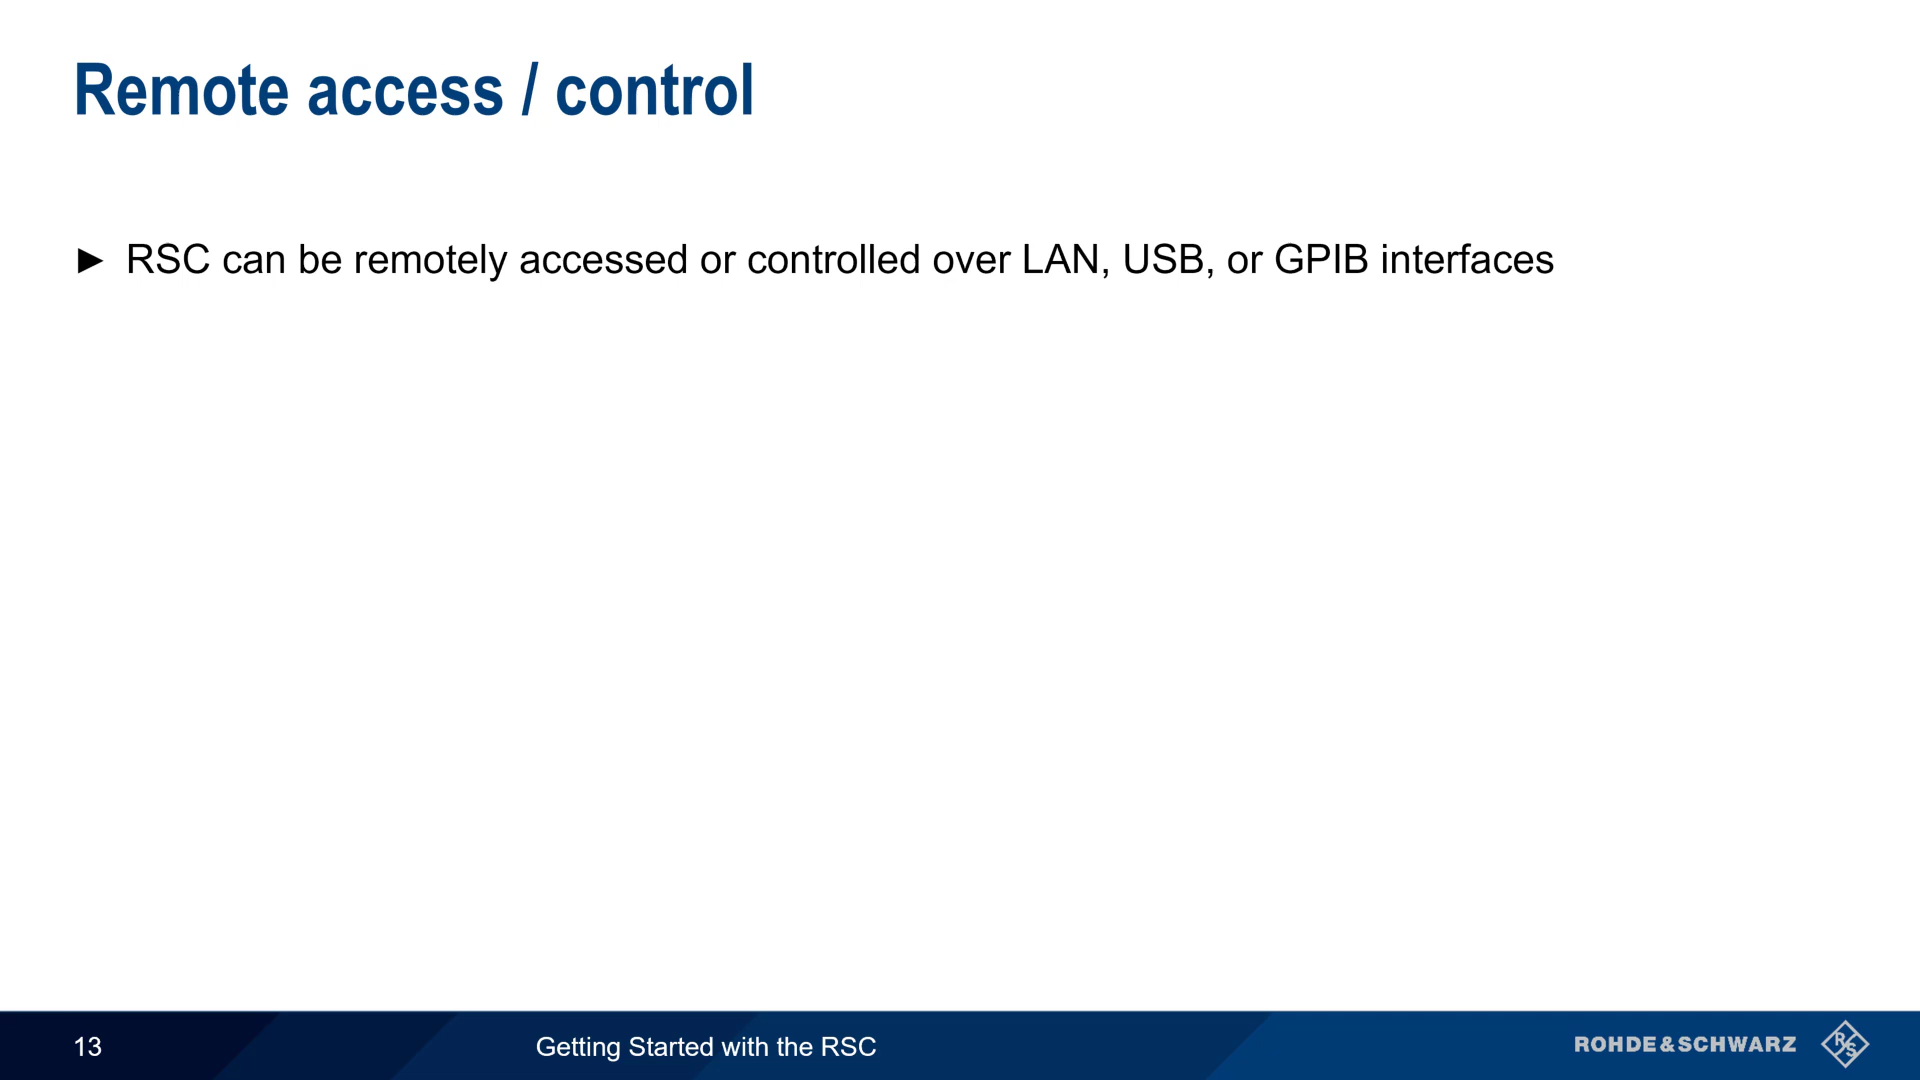 Remote access / control
► RSC can be remotely accessed or controlled over LAN, USB, or GPIB interfaces
13
Getting Started with the RSC
ROHDE&SCHWARZ
R S